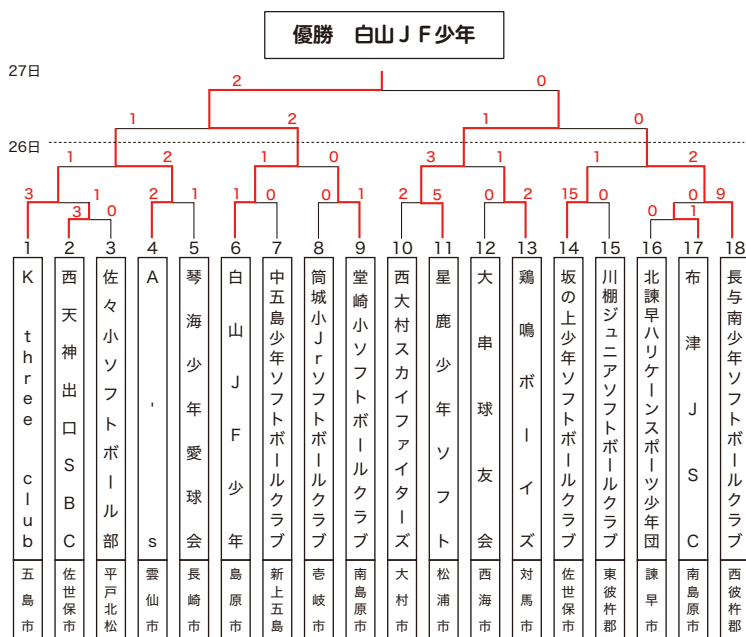 優勝 白山ＪＦ少年
27日
2 0
1 2 1 0
26日
1 2 1 0 3 1 1 2
3 1 2 1 1 0 0 1 2 5 0 2 15 0 0 9
3 0 0 1
1 2 3 4 5 6 7 8 9 10 11 12 13 14 15 16 17 18
K three club
西天神出口SBC
佐々小ソフトボール部
A's
琴海少年愛球会
白山JF少年
中五島少年ソフトボールクラブ
筒城小Jrソフトボールクラブ
堂崎小ソフトボールクラブ
西大村スカイファイターズ
星鹿少年ソフト
大串球友会
鶏鳴ボーイズ
坂の上少年ソフトボールクラブ
川棚ジュニアソフトボールクラブ
北諫早ハリケーンスポーツ少年団
布津JSC
長与南少年ソフトボールクラブ
五島市
佐世保市
平戸北松
雲仙市
長崎市
島原市
新上五島
壱岐市
南島原市
大村市
松浦市
西海市
対馬市
佐世保市
東彼杵郡
諫早市
南島原市
西彼杵郡